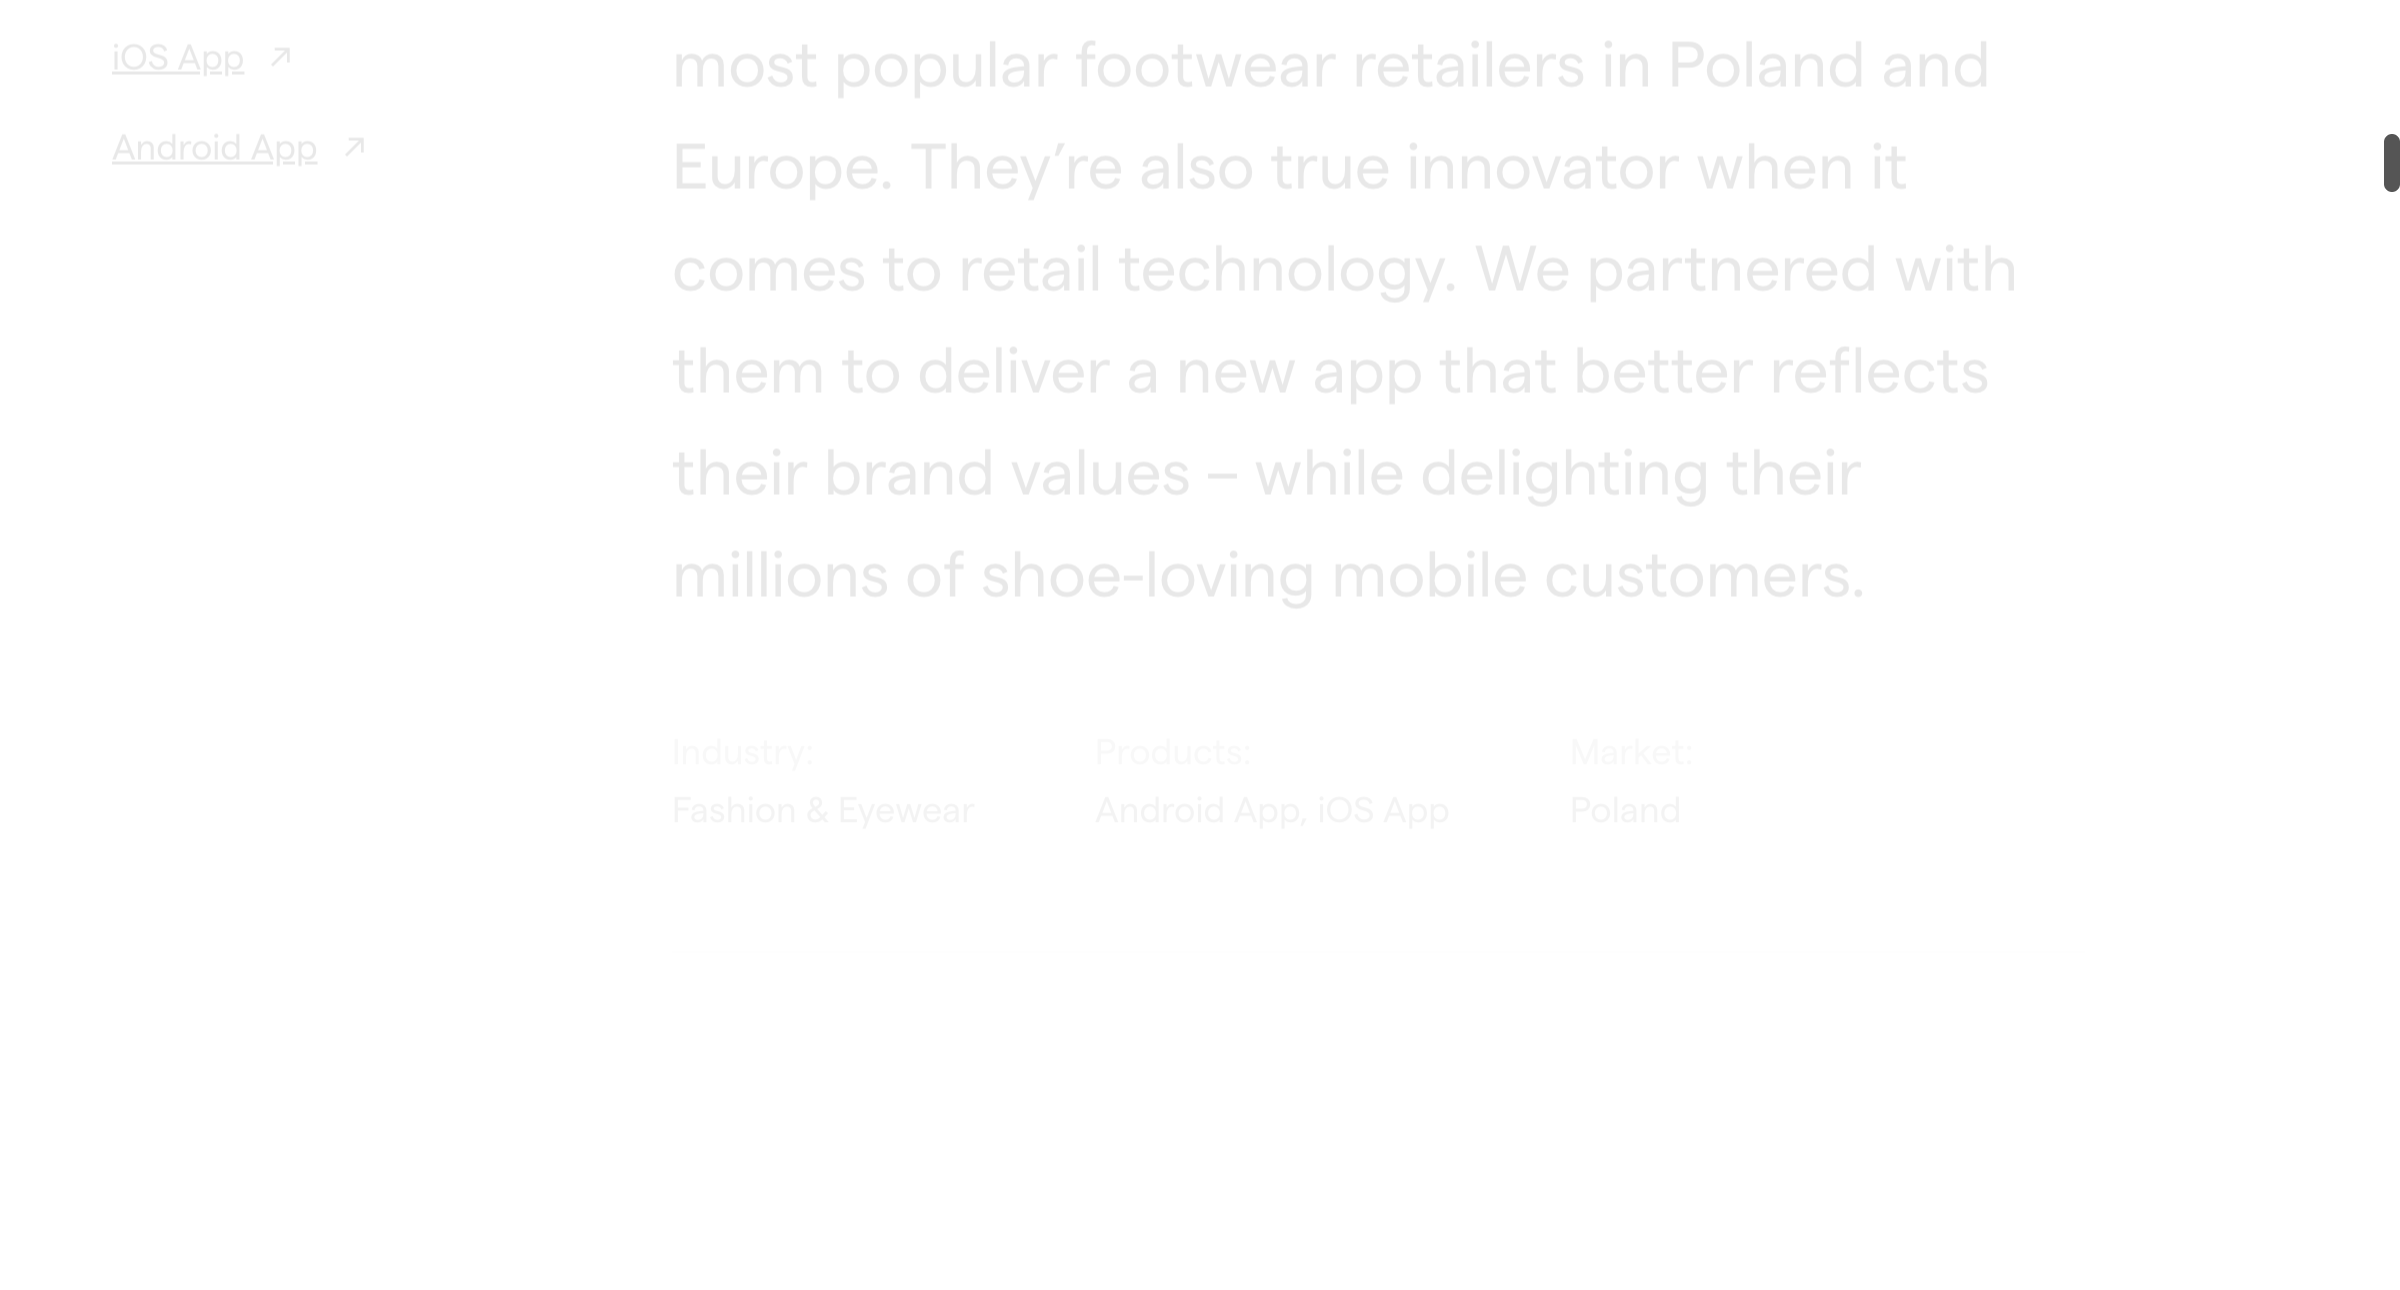 iOS App
Android App
most popular footwear retailers in Poland and
Europe. They’re also true innovator when it
comes to retail technology. We partnered with
them to deliver a new app that better reflects
their brand values – while delighting their
millions of shoe-loving mobile customers.
Industry:
Fashion & Eyewear
Products:
Android App, iOS App
Market:
Poland